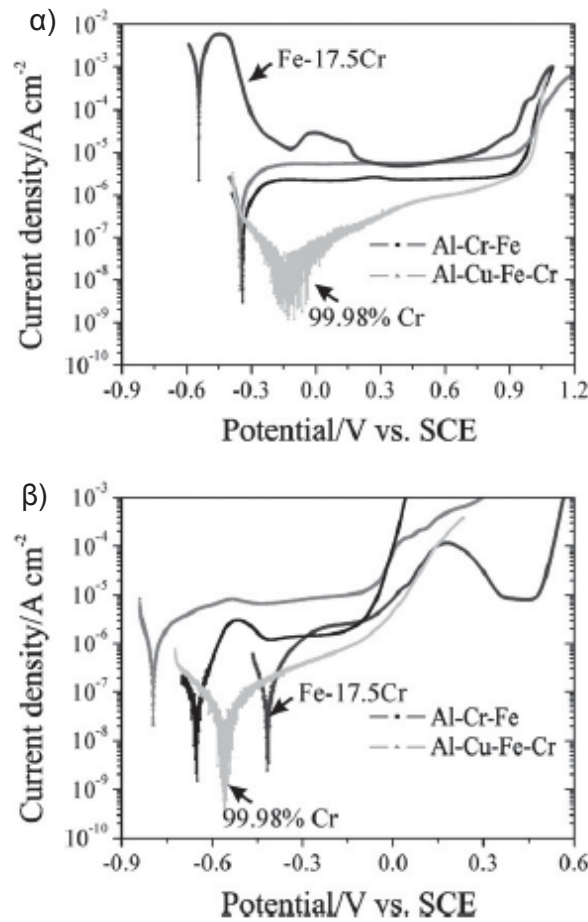 α)
10⁻²
10⁻³
10⁻⁴
10⁻⁵
10⁻⁶
10⁻⁷
10⁻⁸
10⁻⁹
10⁻¹⁰
Current density/A cm⁻²
Fe-17.5Cr
Al-Cr-Fe
Al-Cu-Fe-Cr
99.98% Cr
-0.9 -0.6 -0.3 0.0 0.3 0.6 0.9 1.2
Potential/V vs. SCE
β)
10⁻³
10⁻⁴
10⁻⁵
10⁻⁶
10⁻⁷
10⁻⁸
10⁻⁹
10⁻¹⁰
Current density/A cm⁻²
Fe-17.5Cr
Al-Cr-Fe
Al-Cu-Fe-Cr
99.98% Cr
-0.9 -0.6 -0.3 0.0 0.3 0.6
Potential/V vs. SCE